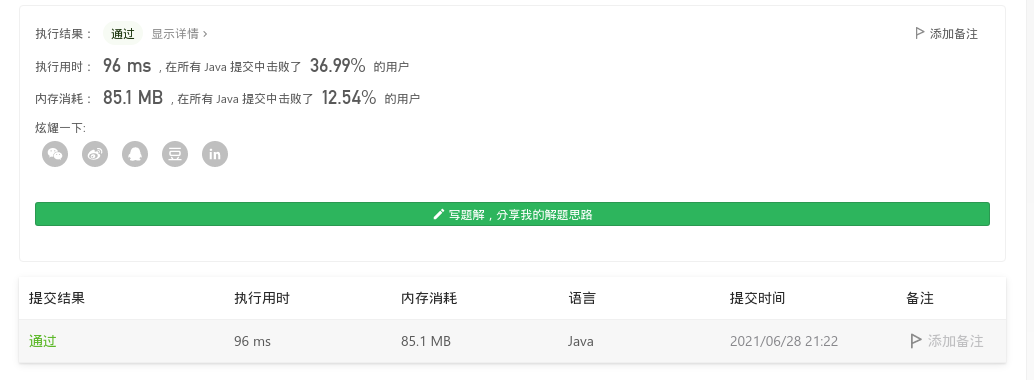 执行结果： 通过 显示详情 › 添加备注
执行用时： 96 ms , 在所有 Java 提交中击败了 36.99% 的用户
内存消耗： 85.1 MB , 在所有 Java 提交中击败了 12.54% 的用户
炫耀一下:
豆 in
写题解，分享我的解题思路
提交结果 执行用时 内存消耗 语言 提交时间 备注
通过 96 ms 85.1 MB Java 2021/06/28 21:22 添加备注